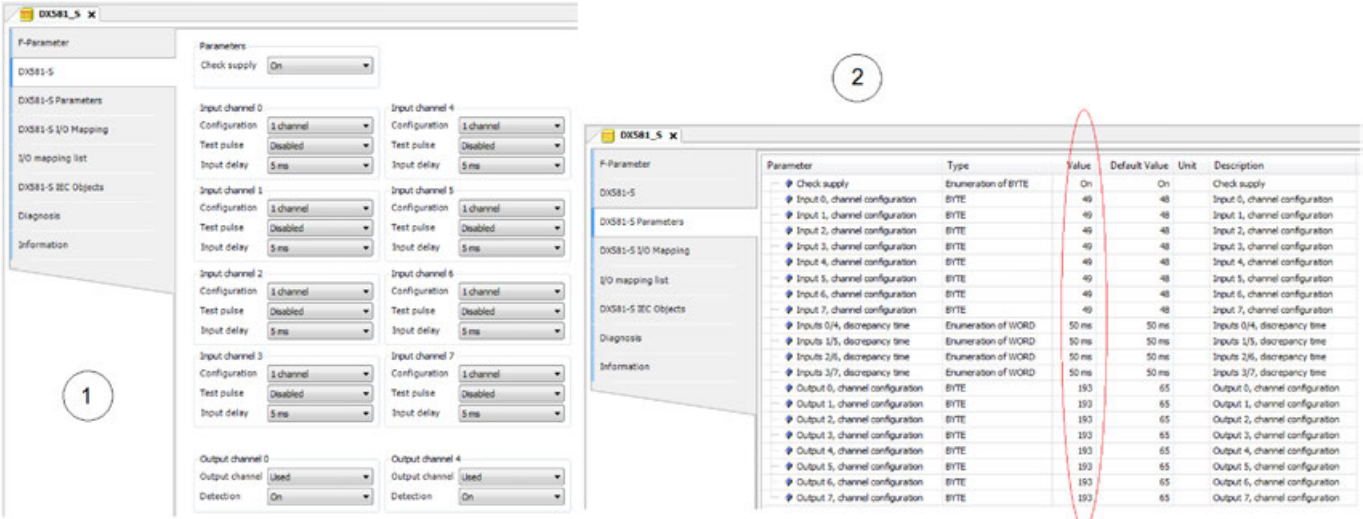 DX581_S x
F-Parameter
DX581-S
DX581-S Parameters
DX581-S I/O Mapping
I/O mapping list
DX581-S IEC Objects
Diagnosis
Information
Parameters
Check supply On
Input channel 0 Input channel 4
Configuration 1 channel Configuration 1 channel
Test pulse Disabled Test pulse Disabled
Input delay 5 ms Input delay 5 ms
Input channel 1 Input channel 5
Configuration 1 channel Configuration 1 channel
Test pulse Disabled Test pulse Disabled
Input delay 5 ms Input delay 5 ms
Input channel 2 Input channel 6
Configuration 1 channel Configuration 1 channel
Test pulse Disabled Test pulse Disabled
Input delay 5 ms Input delay 5 ms
Input channel 3 Input channel 7
Configuration 1 channel Configuration 1 channel
Test pulse Disabled Test pulse Disabled
Input delay 5 ms Input delay 5 ms
Output channel 0 Output channel 4
Output channel Used Output channel Used
Detection On Detection On
1
2
DX581_S x
F-Parameter
DX581-S
DX581-S Parameters
DX581-S I/O Mapping
I/O mapping list
DX581-S IEC Objects
Diagnosis
Information
Parameter Type Value Default Value Unit Description
Check supply Enumeration of BYTE On On Check supply
Input 0, channel configuration BYTE 49 48 Input 0, channel configuration
Input 1, channel configuration BYTE 49 48 Input 1, channel configuration
Input 2, channel configuration BYTE 49 48 Input 2, channel configuration
Input 3, channel configuration BYTE 49 48 Input 3, channel configuration
Input 4, channel configuration BYTE 49 48 Input 4, channel configuration
Input 5, channel configuration BYTE 49 48 Input 5, channel configuration
Input 6, channel configuration BYTE 49 48 Input 6, channel configuration
Input 7, channel configuration BYTE 49 48 Input 7, channel configuration
Inputs 0/4, discrepancy time Enumeration of WORD 50 ms 50 ms Inputs 0/4, discrepancy time
Inputs 1/5, discrepancy time Enumeration of WORD 50 ms 50 ms Inputs 1/5, discrepancy time
Inputs 2/6, discrepancy time Enumeration of WORD 50 ms 50 ms Inputs 2/6, discrepancy time
Inputs 3/7, discrepancy time Enumeration of WORD 50 ms 50 ms Inputs 3/7, discrepancy time
Output 0, channel configuration BYTE 193 65 Output 0, channel configuration
Output 1, channel configuration BYTE 193 65 Output 1, channel configuration
Output 2, channel configuration BYTE 193 65 Output 2, channel configuration
Output 3, channel configuration BYTE 193 65 Output 3, channel configuration
Output 4, channel configuration BYTE 193 65 Output 4, channel configuration
Output 5, channel configuration BYTE 193 65 Output 5, channel configuration
Output 6, channel configuration BYTE 193 65 Output 6, channel configuration
Output 7, channel configuration BYTE 193 65 Output 7, channel configuration